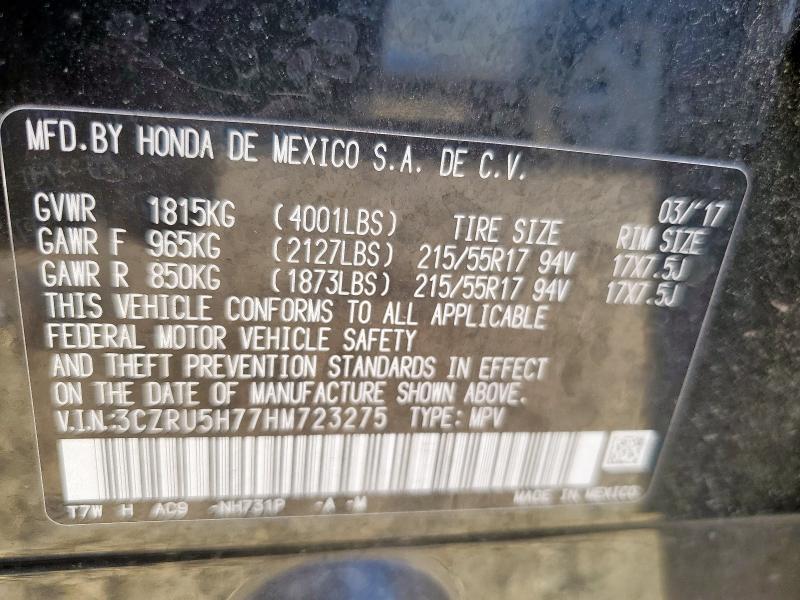 MFD.BY HONDA DE MEXICO S.A. DE C.V.
03/'17
GVWR 1815KG (4001LBS) TIRE SIZE RIM SIZE
GAWR F 965KG (2127LBS) 215/55R17 94V 17X7.5J
GAWR R 850KG (1873LBS) 215/55R17 94V 17X7.5J
THIS VEHICLE CONFORMS TO ALL APPLICABLE
FEDERAL MOTOR VEHICLE SAFETY
AND THEFT PREVENTION STANDARDS IN EFFECT
ON THE DATE OF MANUFACTURE SHOWN ABOVE.
V.I.N.:3CZRU5H77HM723275 TYPE: MPV
T7W H AC9 -NH731P -A -M MADE IN MEXICO